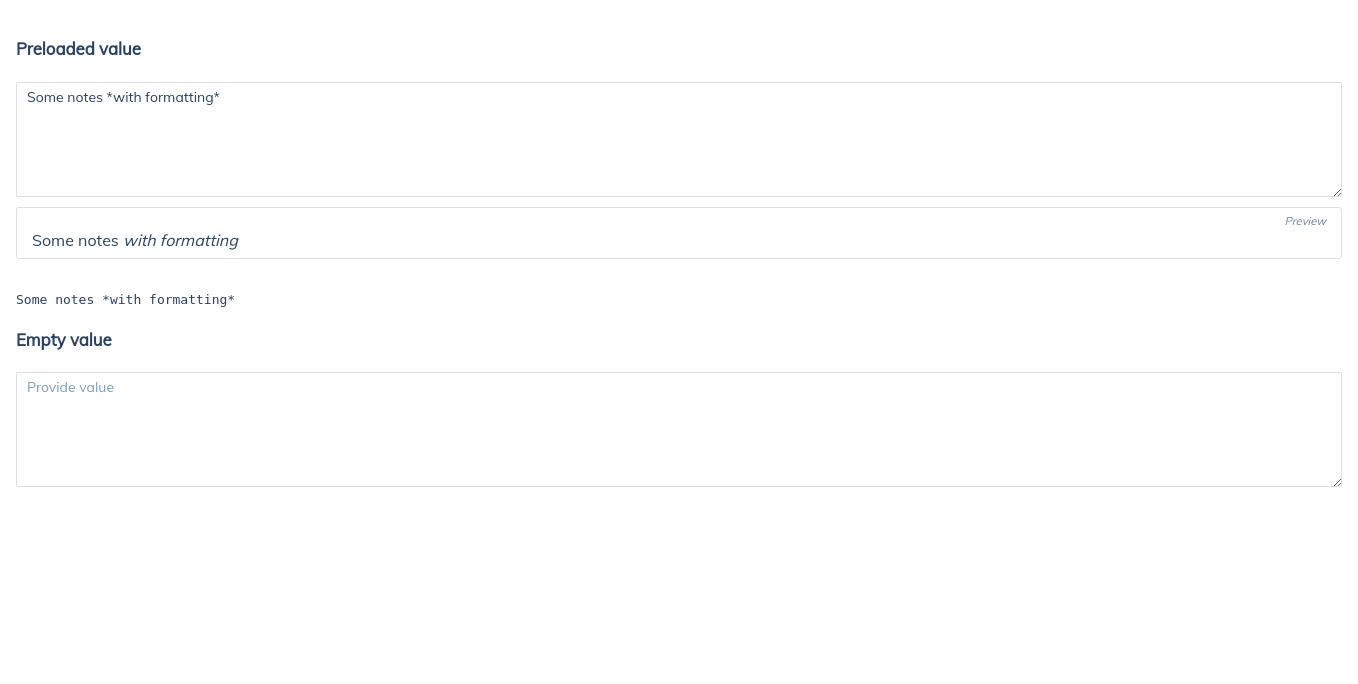 Preloaded value
Some notes *with formatting*
Preview
Some notes with formatting
Some notes *with formatting*
Empty value
Provide value